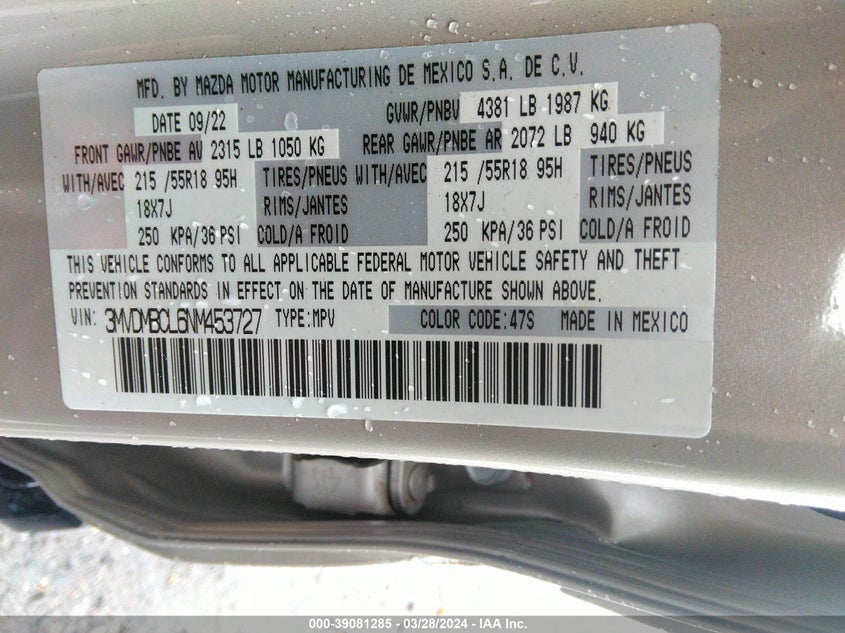 MFD. BY MAZDA MOTOR MANUFACTURING DE MEXICO S.A. DE C.V.
DATE 09/22 GVWR/PNBV 4381 LB 1987 KG
FRONT GAWR/PNBE AV 2315 LB 1050 KG REAR GAWR/PNBE AR 2072 LB 940 KG
WITH/AVEC 215 /55R18 95H TIRES/PNEUS WITH/AVEC 215 /55R18 95H TIRES/PNEUS
18X7J RIMS/JANTES 18X7J RIMS/JANTES
250 KPA/36 PSI COLD/A FROID 250 KPA/36 PSI COLD/A FROID
THIS VEHICLE CONFORMS TO ALL APPLICABLE FEDERAL MOTOR VEHICLE SAFETY AND THEFT
PREVENTION STANDARDS IN EFFECT ON THE DATE OF MANUFACTURE SHOWN ABOVE.
VIN: 3MVDMBCL6NM453727 TYPE:MPV COLOR CODE:47S MADE IN MEXICO
000-39081285 - 03/28/2024 - IAA Inc.